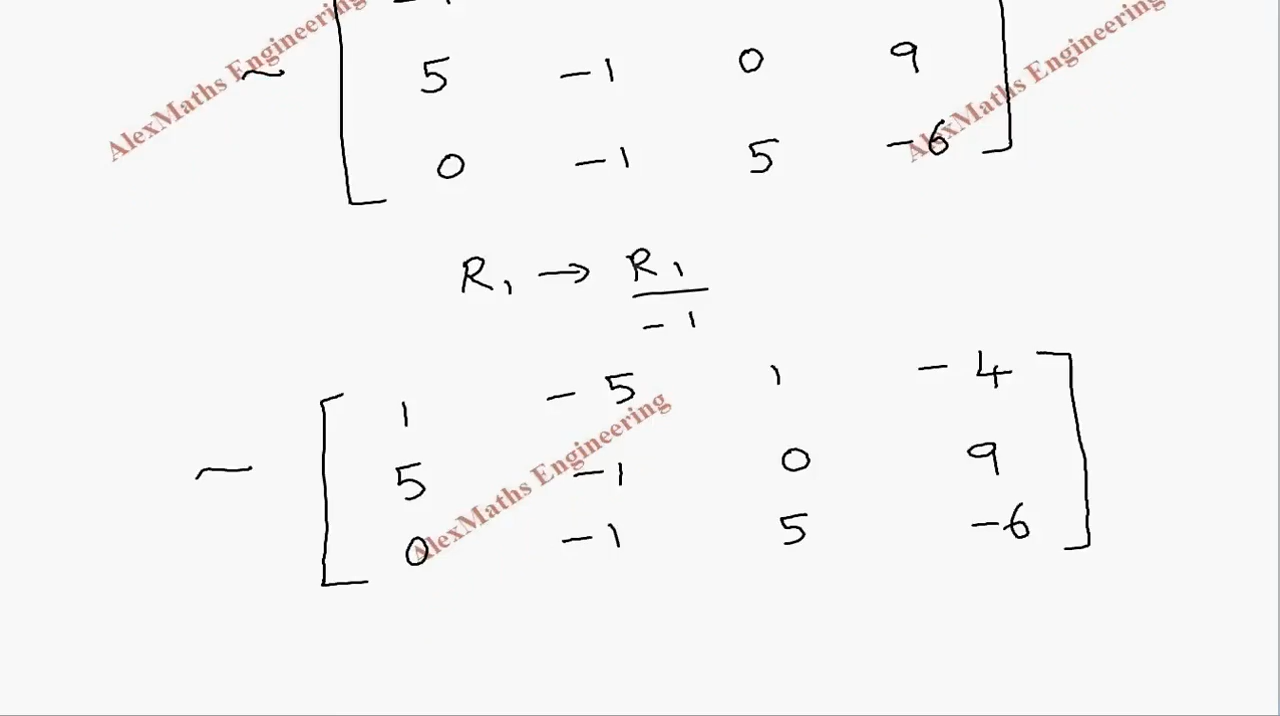 AlexMaths Engineering
AlexMaths Engineering
~ 5 -1 0 9
0 -1 5 -6
R₁ → R₁
-1
1 -5 1 -4
~ 5 -1 0 9
0 -1 5 -6
AlexMaths Engineering